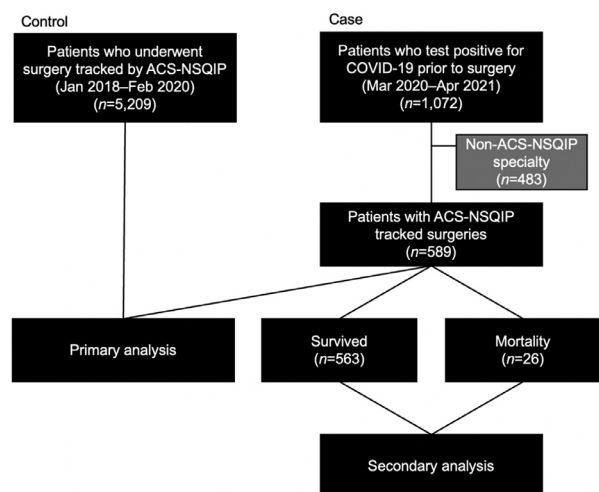 Control
Patients who underwent
surgery tracked by ACS-NSQIP
(Jan 2018–Feb 2020)
(n=5,209)
Case
Patients who test positive for
COVID-19 prior to surgery
(Mar 2020–Apr 2021)
(n=1,072)
Non-ACS-NSQIP
specialty
(n=483)
Patients with ACS-NSQIP
tracked surgeries
(n=589)
Primary analysis
Survived
(n=563)
Mortality
(n=26)
Secondary analysis